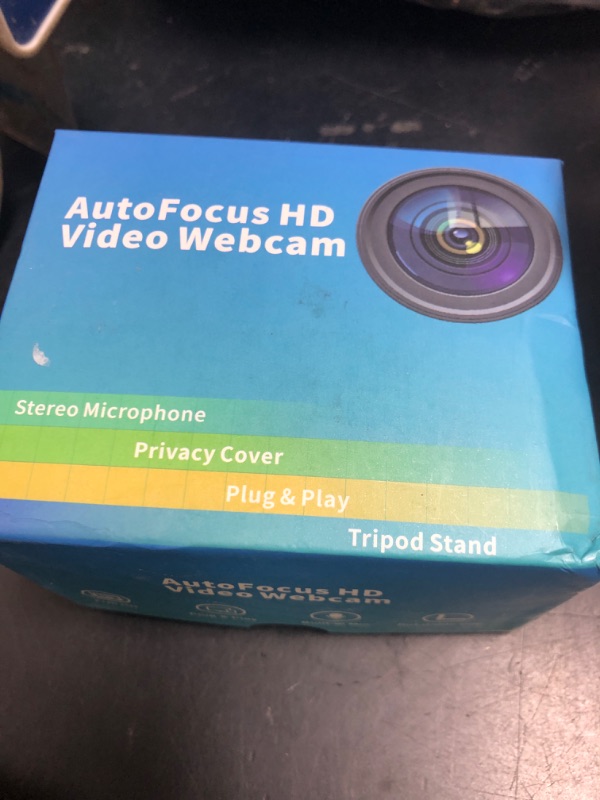 AutoFocus HD
Video Webcam
Stereo Microphone
Privacy Cover
Plug & Play
Tripod Stand
AutoFocus HD
Video Webcam